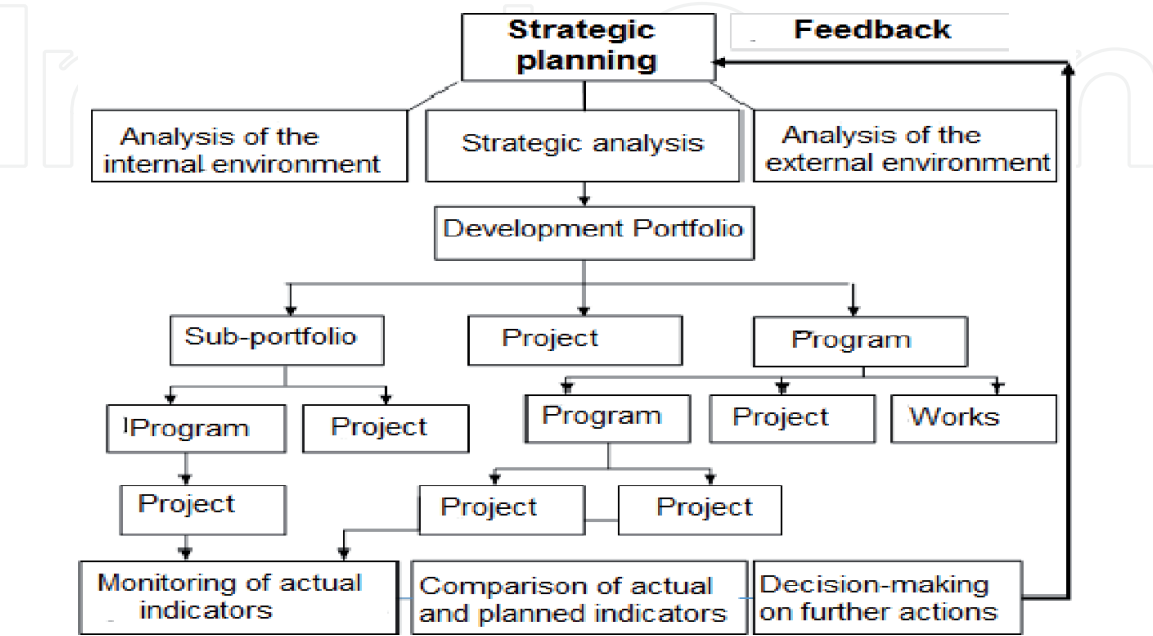 Strategic
planning
Feedback
Analysis of the
internal environment
Strategic analysis
Analysis of the
external environment
Development Portfolio
Sub-portfolio
Project
Program
Program
Project
Program
Project
Works
Project
Project
Project
Monitoring of actual
indicators
Comparison of actual
and planned indicators
Decision-making
on further actions